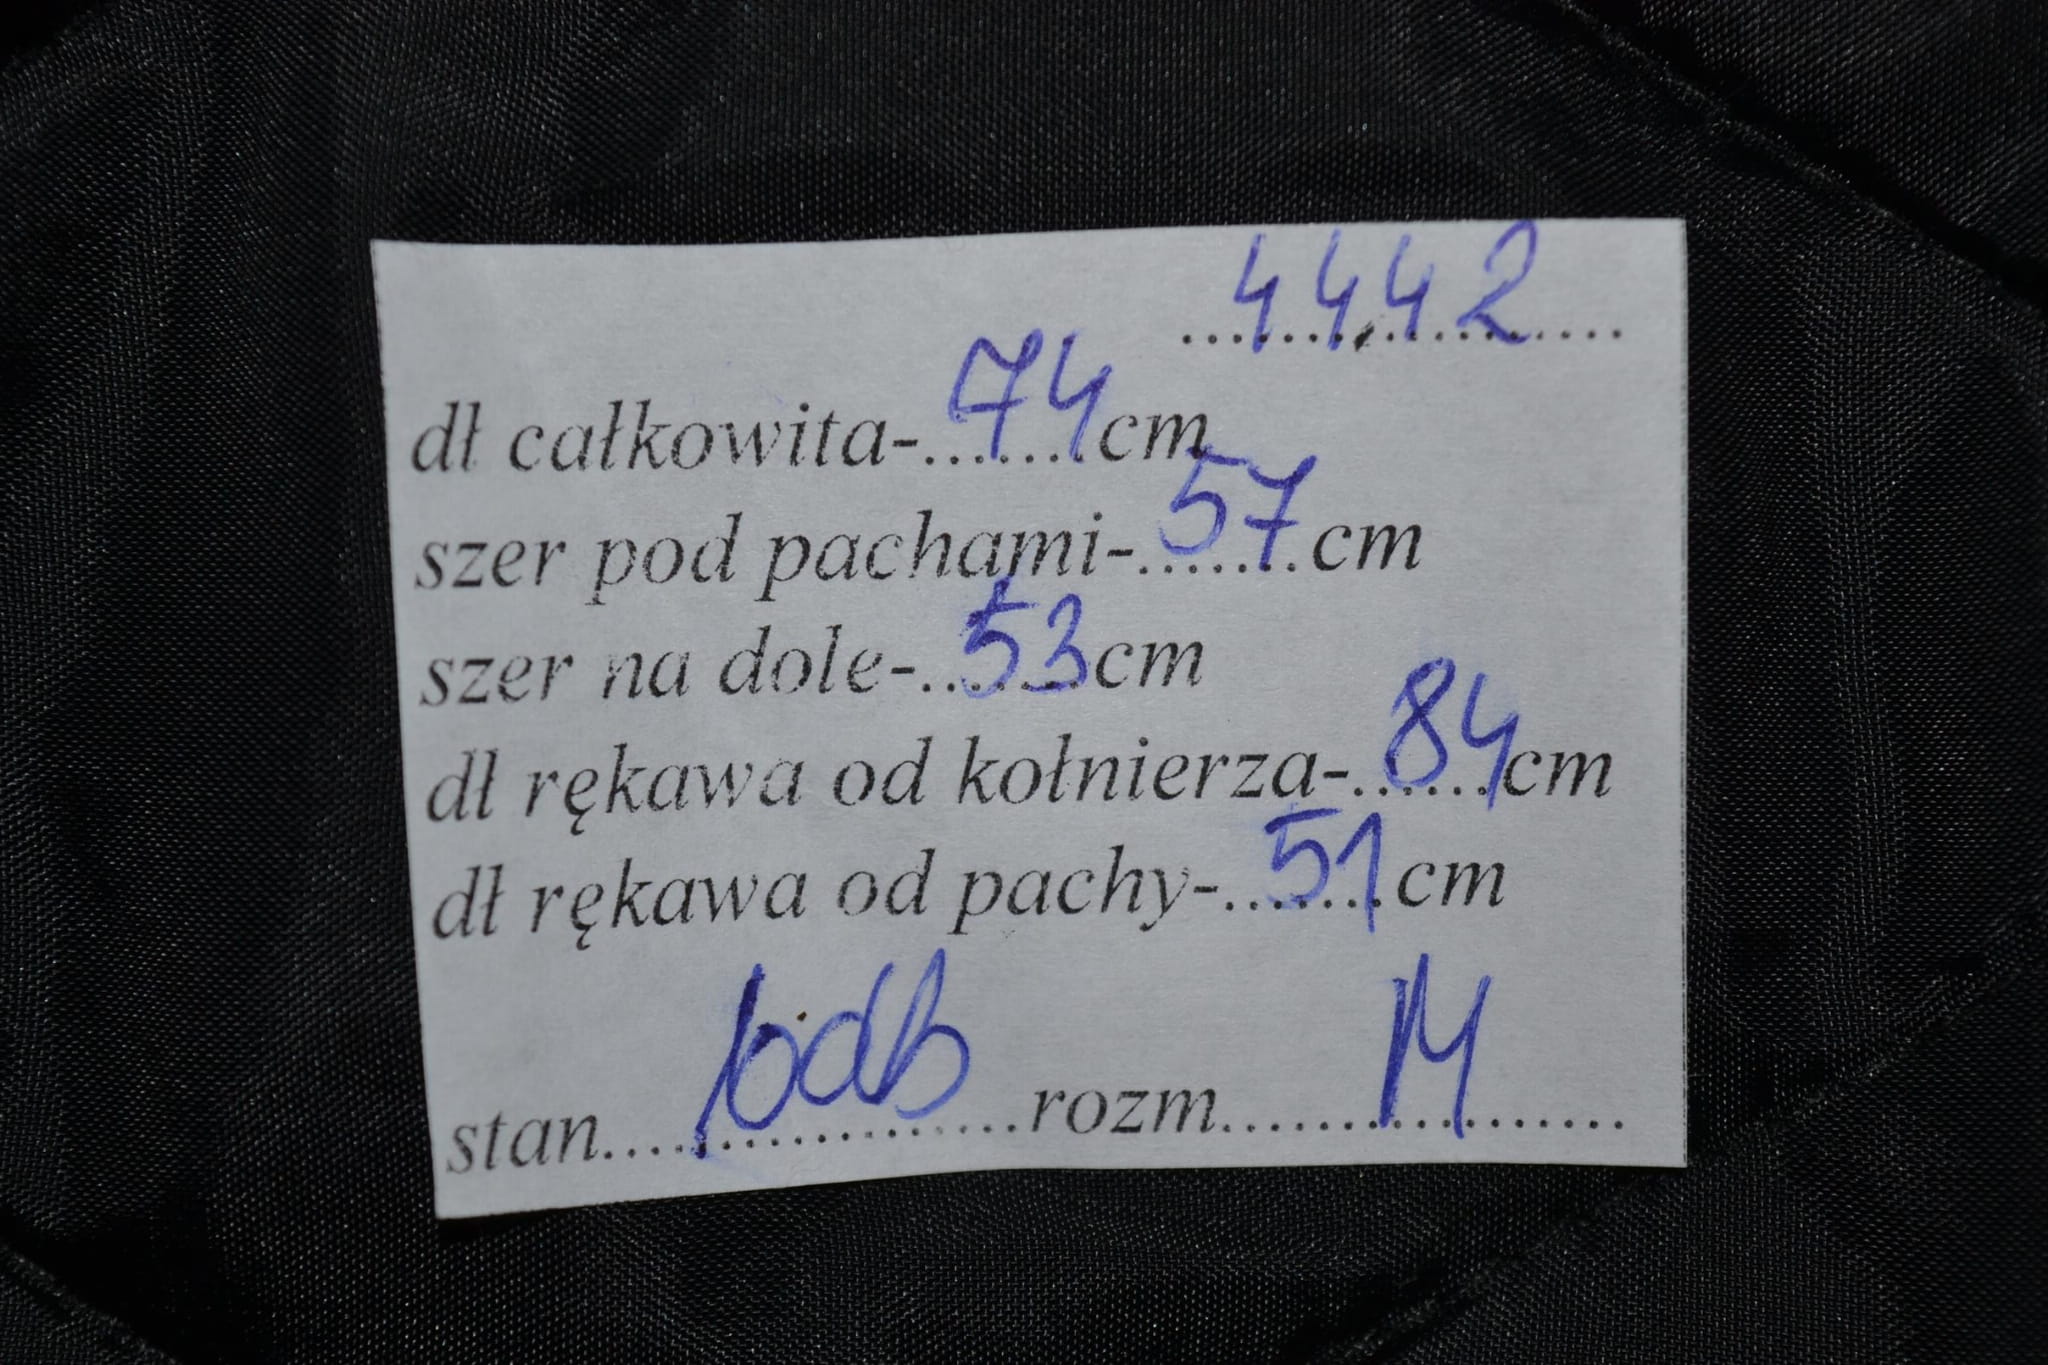 4442
dł całkowita-.......74cm
szer pod pachami-.......57cm
szer na dole-.......53cm
dł rękawa od kołnierza-......84cm
dł rękawa od pachy-.......51cm
stan....bdb....rozm....M....